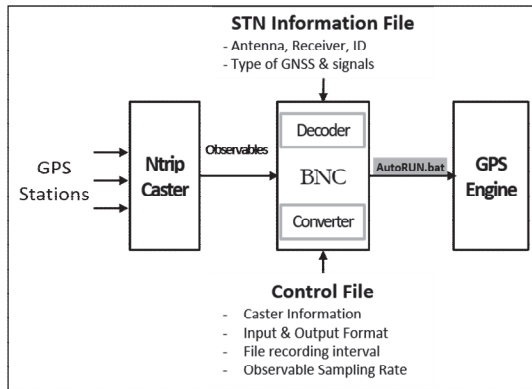 STN Information File
- Antenna, Receiver, ID
- Type of GNSS & signals
GPS
Stations
Ntrip
Caster
Observables
Decoder
BNC
Converter
AutoRUN.bat
GPS
Engine
Control File
- Caster Information
- Input & Output Format
- File recording interval
- Observable Sampling Rate